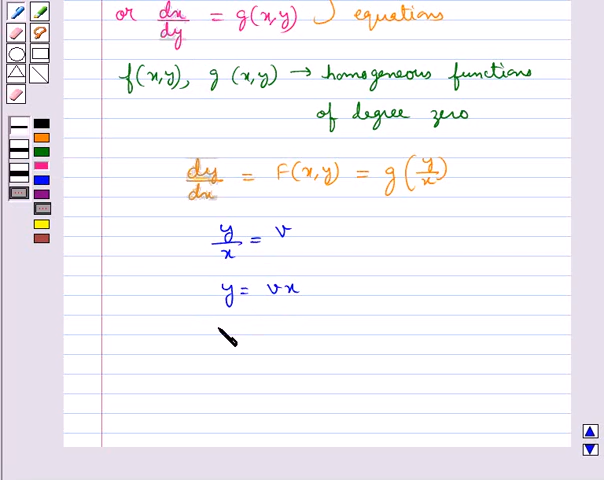 or dx/dy = g(x,y) } equations
f(x,y), g(x,y) → homogeneous functions
of degree zero
dy/dx = F(x,y) = g(y/x)
y/x = v
y = vx